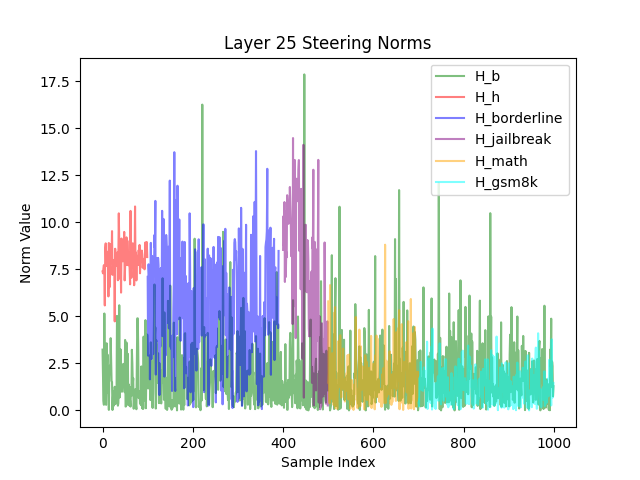 Layer 25 Steering Norms
17.5
15.0
12.5
10.0
7.5
5.0
2.5
0.0
Norm Value
H_b
H_h
H_borderline
H_jailbreak
H_math
H_gsm8k
0 200 400 600 800 1000
Sample Index